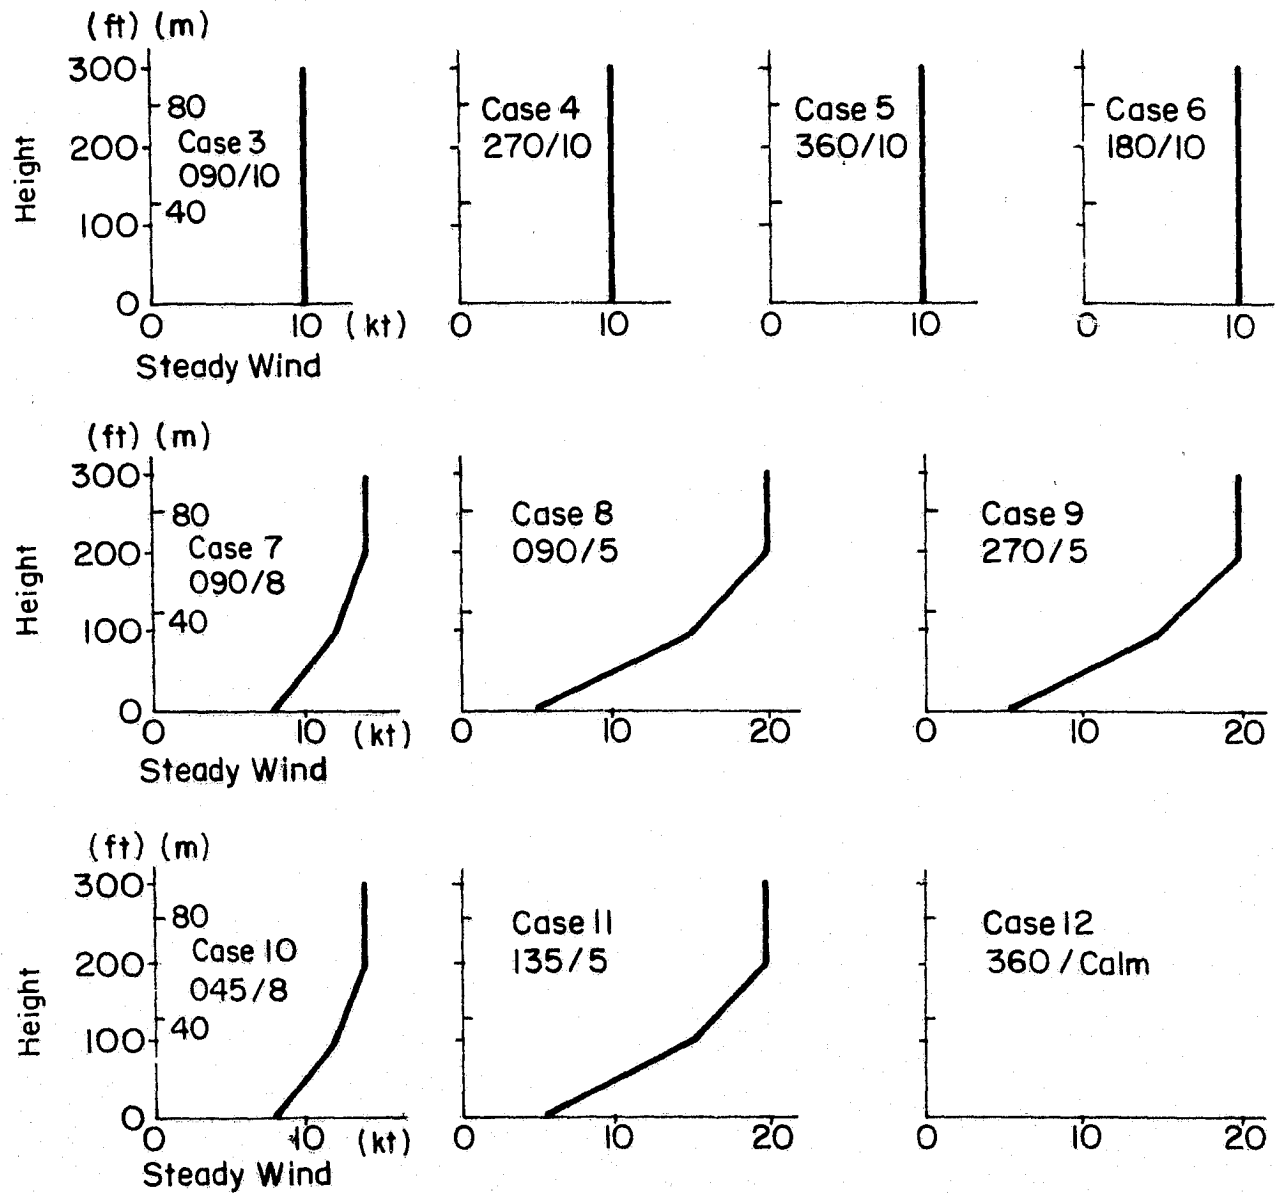 (ft) (m)
300
80
Case 3
200
090/10
40
100
0
0 10 (kt)
Steady Wind
Height
Case 4
270/10
0 10
Case 5
360/10
0 10
Case 6
180/10
0 10
(ft) (m)
300
80
Case 7
200
090/8
40
100
0
0 10 (kt)
Steady Wind
Height
Case 8
090/5
0 10 20
Case 9
270/5
0 10 20
(ft) (m)
300
80
Case 10
200
045/8
40
100
0
0 10 (kt)
Steady Wind
Height
Case 11
135/5
0 10 20
Case 12
360/Calm
0 10 20